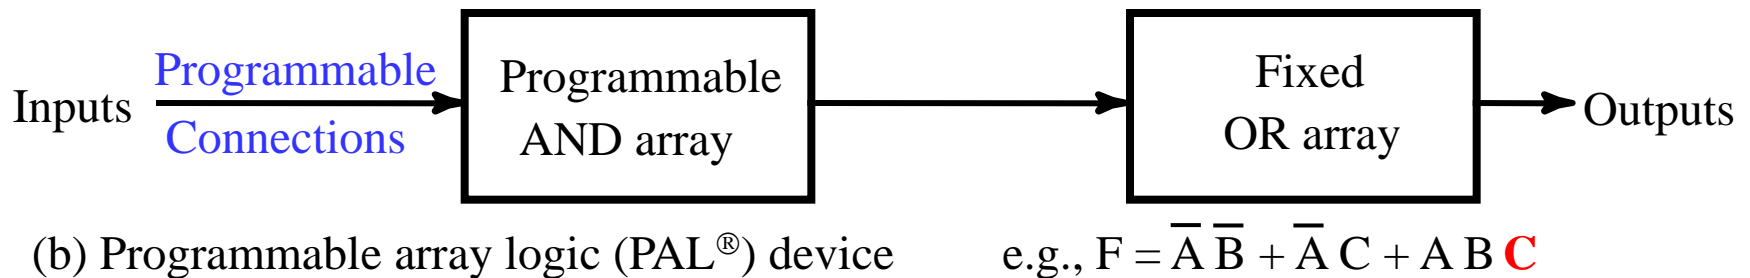 Inputs
Programmable
Connections
Programmable
AND array
Fixed
OR array
Outputs
(b) Programmable array logic (PAL®) device
e.g., F = A̅ B̅ + A̅ C + A B C